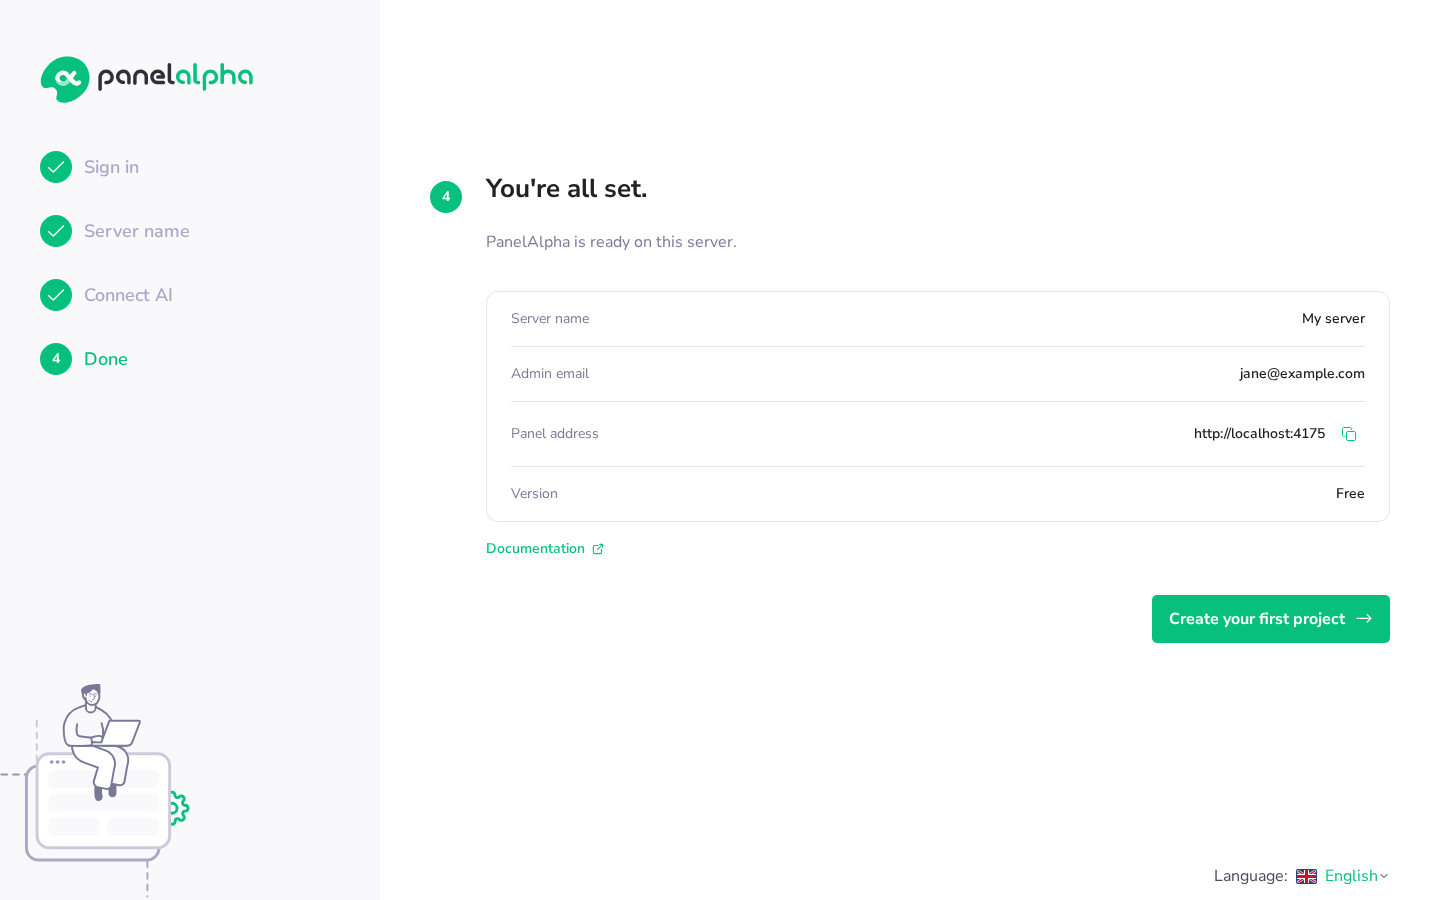 panelalpha
Sign in
Server name
Connect AI
4 Done
4 You're all set.
PanelAlpha is ready on this server.
Server name My server
Admin email jane@example.com
Panel address http://localhost:4175
Version Free
Documentation
Create your first project
Language: English